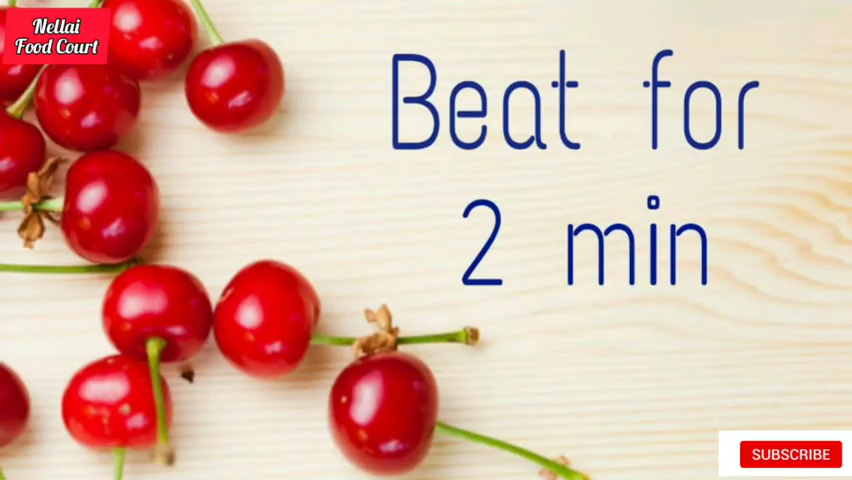 Nellai
Food Court
Beat for
2 min
SUBSCRIBE